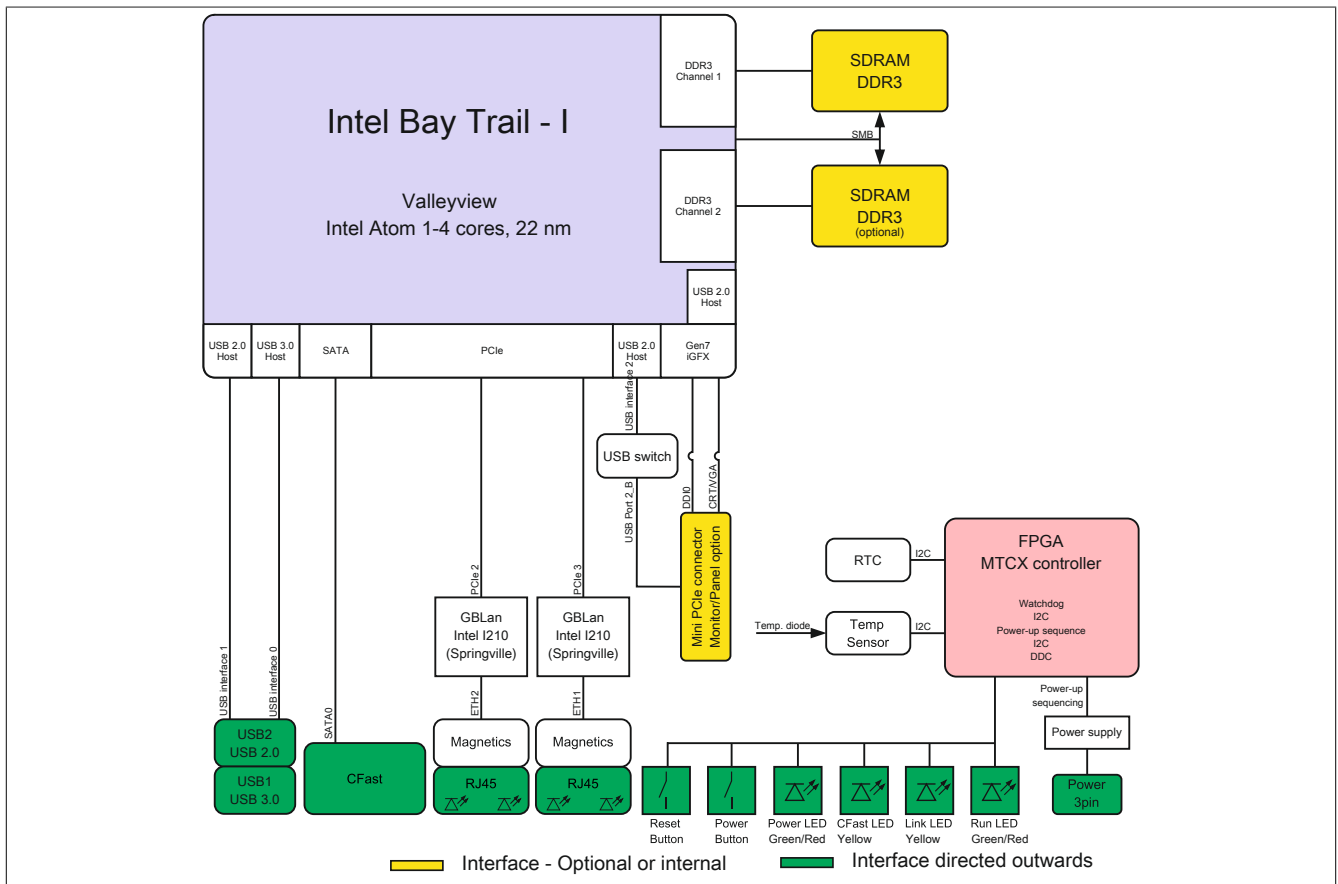 Intel Bay Trail - I
Valleyview
Intel Atom 1-4 cores, 22 nm
DDR3
Channel 1
DDR3
Channel 2
USB 2.0
Host
SDRAM
DDR3
SMB
SDRAM
DDR3
(optional)
USB 2.0
Host
USB 3.0
Host
SATA
PCIe
USB 2.0
Host
Gen7
iGFX
USB interface 2
USB switch
USB Port 2_B
DDI0
CRT/VGA
Mini PCIe connector
Monitor/Panel option
PCIe 2
PCIe 3
GBLan
Intel I210
(Springville)
GBLan
Intel I210
(Springville)
USB interface 1
USB interface 0
SATA0
ETH2
ETH1
USB2
USB 2.0
USB1
USB 3.0
CFast
Magnetics
RJ45
Magnetics
RJ45
RTC
I2C
Temp. diode
Temp
Sensor
I2C
FPGA
MTCX controller
Watchdog
I2C
Power-up sequence
I2C
DDC
Power-up
sequencing
Power supply
Power
3pin
Reset
Button
Power
Button
Power LED
Green/Red
CFast LED
Yellow
Link LED
Yellow
Run LED
Green/Red
Interface - Optional or internal
Interface directed outwards